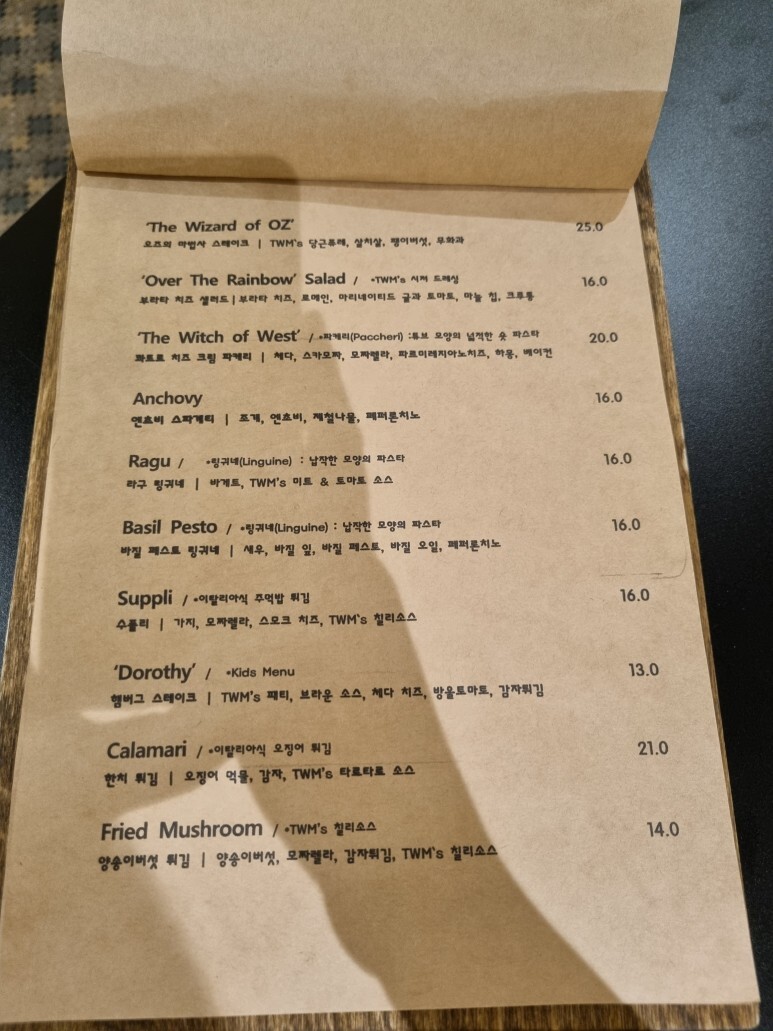 'The Wizard of OZ' 25.0
오즈의 마법사 스테이크 | TWM's 당근퓨레, 살치살, 팽이버섯, 무화과
'Over The Rainbow' Salad / •TWM's 시저 드레싱 16.0
부라타 치즈 샐러드 | 부라타 치즈, 로메인, 마리네이티드 귤과 토마토, 마늘 칩, 크루통
'The Witch of West' / •파케리(Paccheri) :튜브 모양의 넓적한 숏 파스타 20.0
콰트로 치즈 크림 파케리 | 체다, 스카모짜, 모짜렐라, 파르미레지아노치즈, 하몽, 베이컨
Anchovy 16.0
엔초비 스파게티 | 조개, 엔초비, 제철나물, 페퍼론치노
Ragu / •링귀네(Linguine) : 납작한 모양의 파스타 16.0
라구 링귀네 | 바게트, TWM's 미트 & 토마토 소스
Basil Pesto / •링귀네(Linguine) : 납작한 모양의 파스타 16.0
바질 페스토 링귀네 | 새우, 바질 잎, 바질 페스토, 바질 오일, 페퍼론치노
Suppli / •이탈리아식 주먹밥 튀김 16.0
수플리 | 가지, 모짜렐라, 스모크 치즈, TWM's 칠리소스
'Dorothy' / •Kids Menu 13.0
햄버그 스테이크 | TWM's 패티, 브라운 소스, 체다 치즈, 방울토마토, 감자튀김
Calamari / •이탈리아식 오징어 튀김 21.0
한치 튀김 | 오징어 먹물, 감자, TWM's 타르타르 소스
Fried Mushroom / •TWM's 칠리소스 14.0
양송이버섯 튀김 | 양송이버섯, 모짜렐라, 감자튀김, TWM's 칠리소스